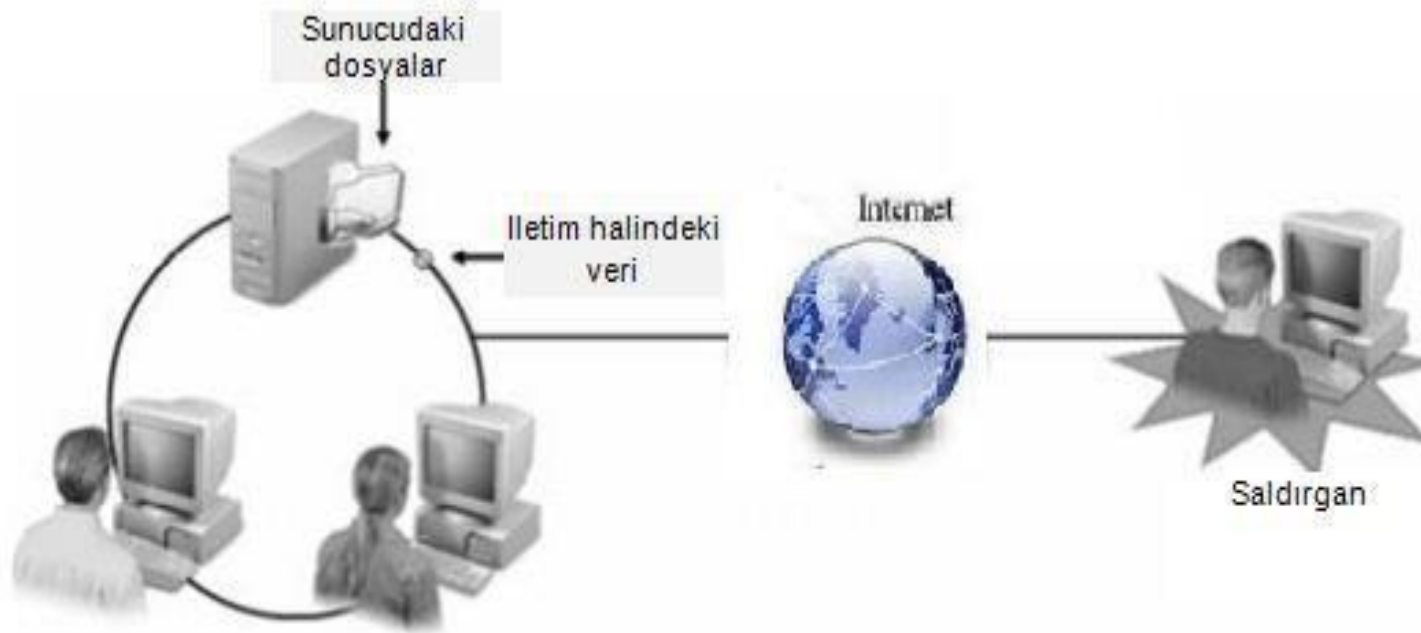 Sunucudaki
dosyalar
Iletim halindeki
veri
Internet
Saldırgan